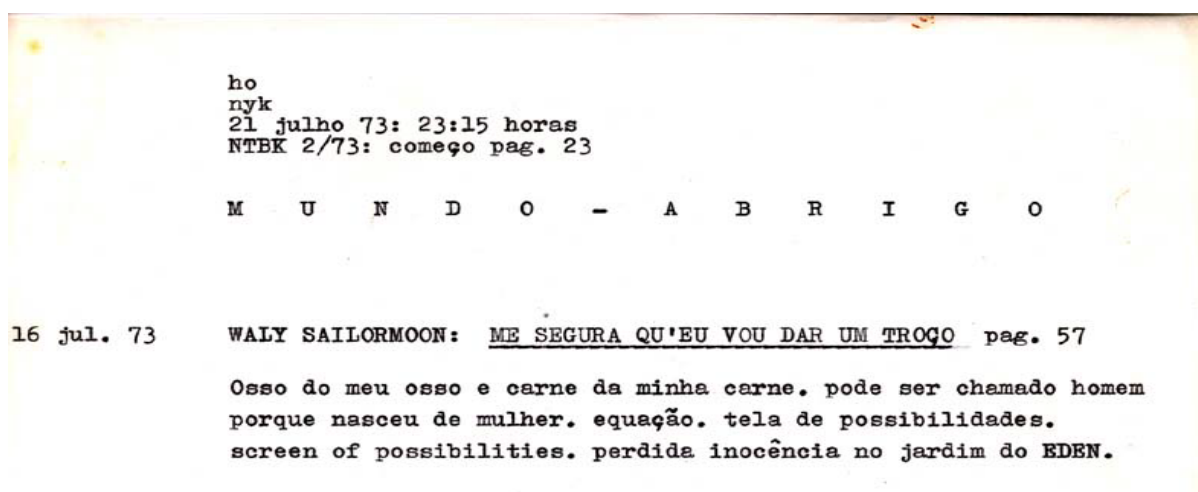 ho
nyk
21 julho 73: 23:15 horas
NTBK 2/73: começo pag. 23
M U N D O - A B R I G O
16 jul. 73 WALY SAILORMOON: ME SEGURA QU'EU VOU DAR UM TROÇO pag. 57
Osso do meu osso e carne da minha carne. pode ser chamado homem
porque nasceu de mulher. equação. tela de possibilidades.
screen of possibilities. perdida inocência no jardim do EDEN.